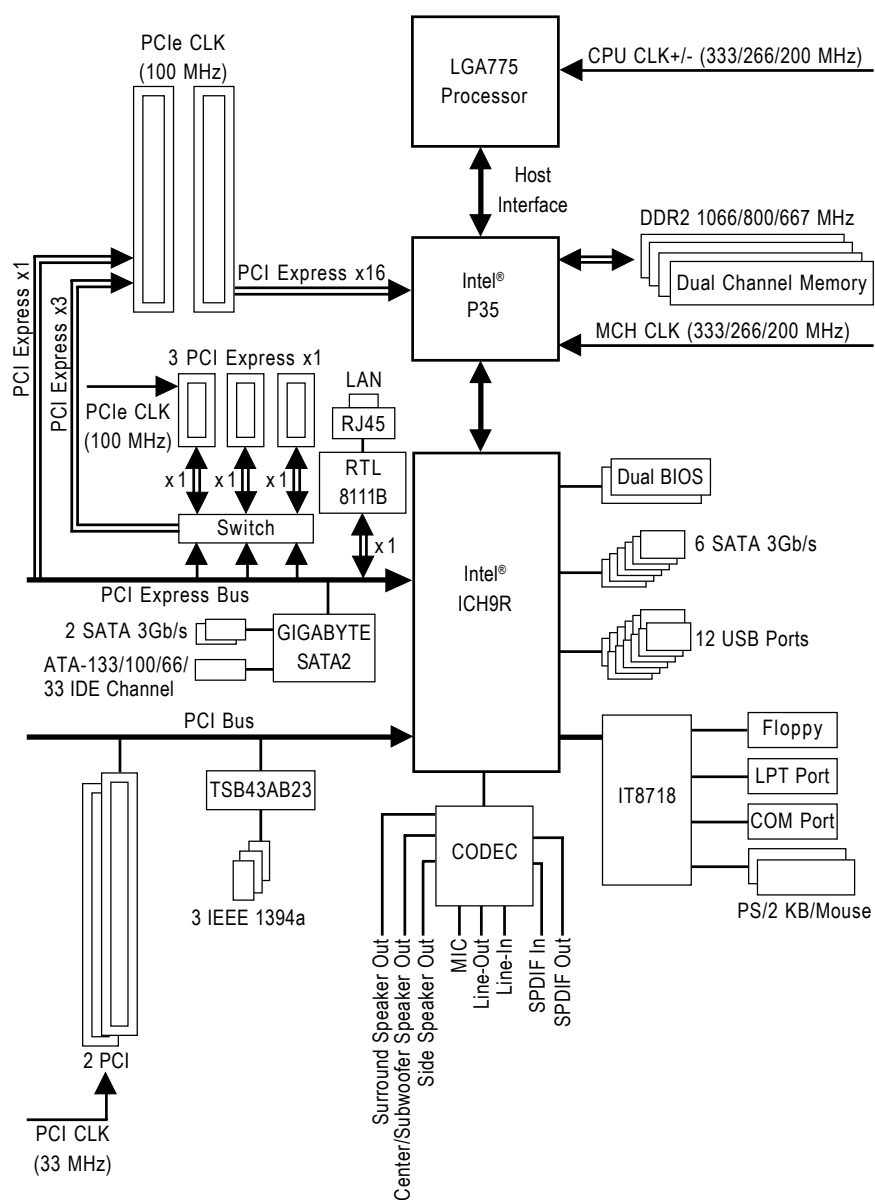 PCIe CLK
(100 MHz)
LGA775
Processor
CPU CLK+/- (333/266/200 MHz)
Host
Interface
DDR2 1066/800/667 MHz
Dual Channel Memory
PCI Express x1
PCI Express x3
PCI Express x16
Intel®
P35
MCH CLK (333/266/200 MHz)
3 PCI Express x1
PCIe CLK
(100 MHz)
LAN
RJ45
RTL
8111B
x1
x1
x1
x1
Switch
PCI Express Bus
Intel®
ICH9R
Dual BIOS
6 SATA 3Gb/s
12 USB Ports
2 SATA 3Gb/s
ATA-133/100/66/
33 IDE Channel
GIGABYTE
SATA2
PCI Bus
TSB43AB23
3 IEEE 1394a
IT8718
Floppy
LPT Port
COM Port
PS/2 KB/Mouse
CODEC
Surround Speaker Out
Center/Subwoofer Speaker Out
Side Speaker Out
MIC
Line-Out
Line-In
SPDIF In
SPDIF Out
2 PCI
PCI CLK
(33 MHz)